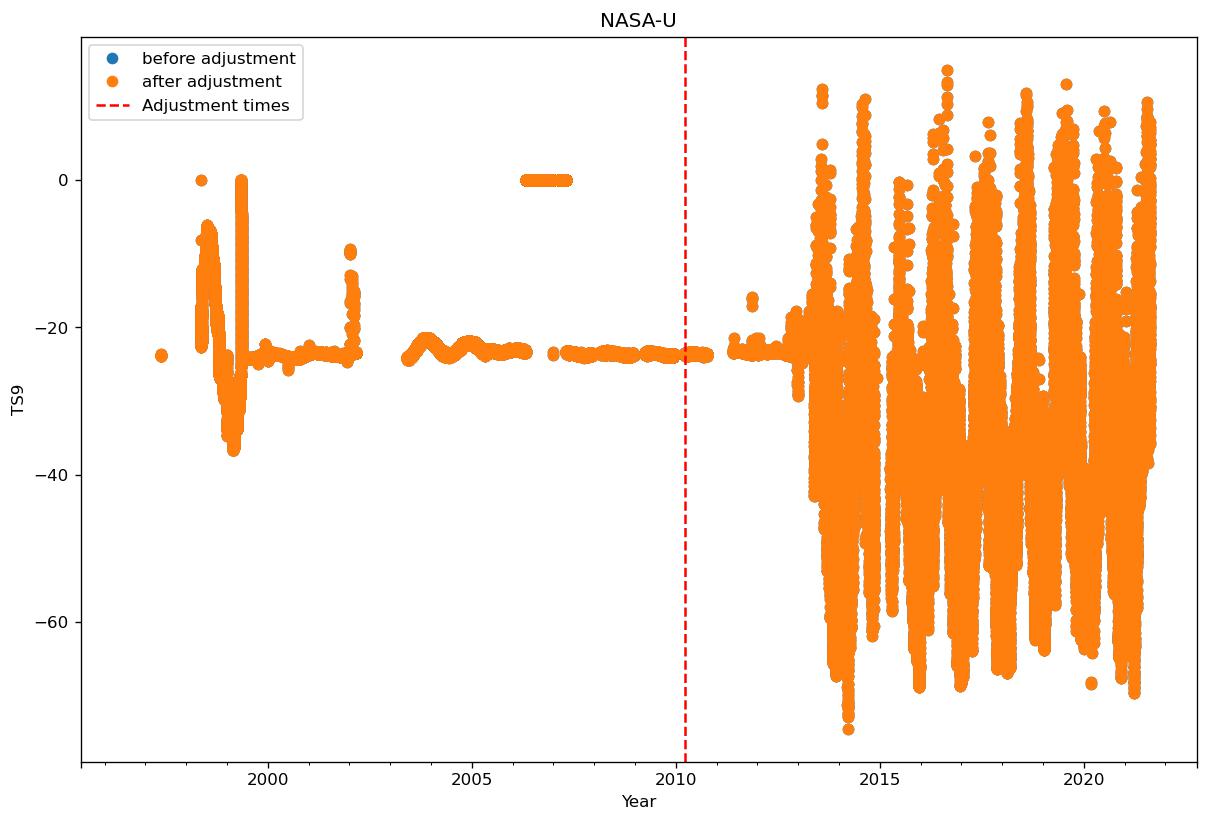 NASA-U
before adjustment
after adjustment
Adjustment times
TS9
0
−20
−40
−60
2000
2005
2010
2015
2020
Year